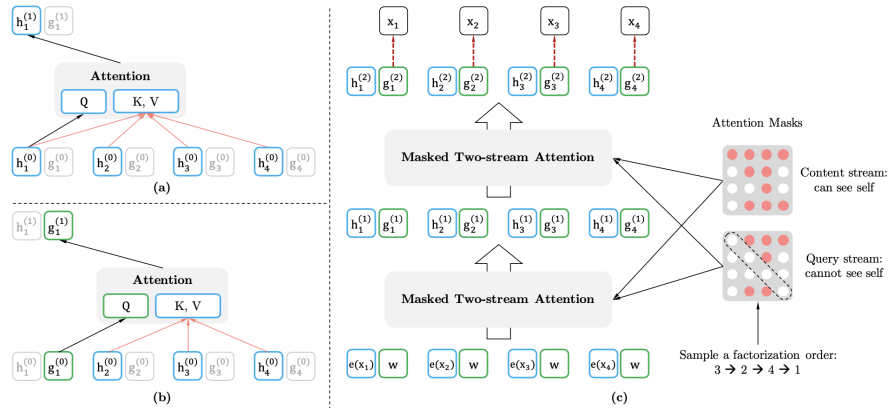 h₁⁽¹⁾ g₁⁽¹⁾
Attention
Q K, V
h₁⁽⁰⁾ g₁⁽⁰⁾ h₂⁽⁰⁾ g₂⁽⁰⁾ h₃⁽⁰⁾ g₃⁽⁰⁾ h₄⁽⁰⁾ g₄⁽⁰⁾
(a)
h₁⁽¹⁾ g₁⁽¹⁾
Attention
Q K, V
h₁⁽⁰⁾ g₁⁽⁰⁾ h₂⁽⁰⁾ g₂⁽⁰⁾ h₃⁽⁰⁾ g₃⁽⁰⁾ h₄⁽⁰⁾ g₄⁽⁰⁾
(b)
x₁ x₂ x₃ x₄
h₁⁽²⁾ g₁⁽²⁾ h₂⁽²⁾ g₂⁽²⁾ h₃⁽²⁾ g₃⁽²⁾ h₄⁽²⁾ g₄⁽²⁾
Masked Two-stream Attention
h₁⁽¹⁾ g₁⁽¹⁾ h₂⁽¹⁾ g₂⁽¹⁾ h₃⁽¹⁾ g₃⁽¹⁾ h₄⁽¹⁾ g₄⁽¹⁾
Masked Two-stream Attention
e(x₁) w e(x₂) w e(x₃) w e(x₄) w
(c)
Attention Masks
Content stream:
can see self
Query stream:
cannot see self
Sample a factorization order:
3 → 2 → 4 → 1